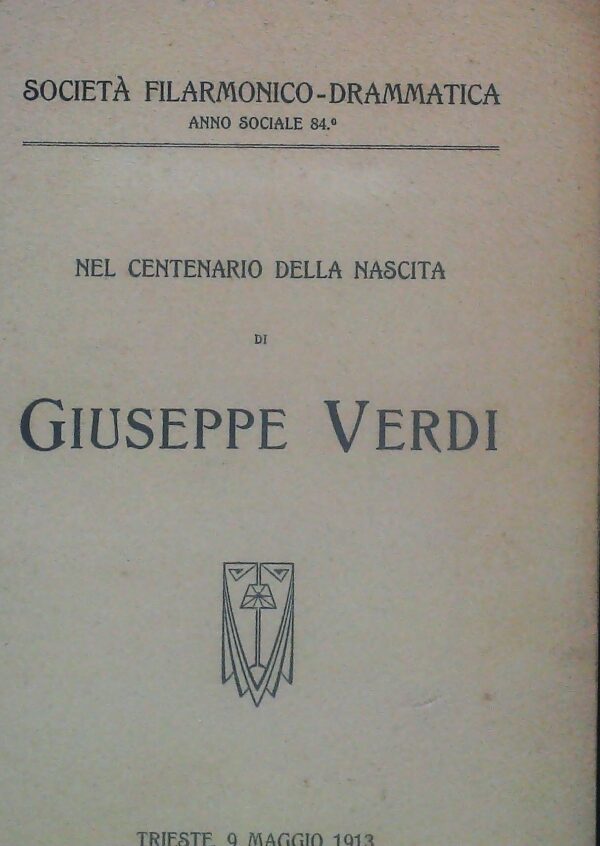 SOCIETÀ FILARMONICO-DRAMMATICA
ANNO SOCIALE 84.º
NEL CENTENARIO DELLA NASCITA
DI
GIUSEPPE VERDI
TRIESTE, 9 MAGGIO 1913